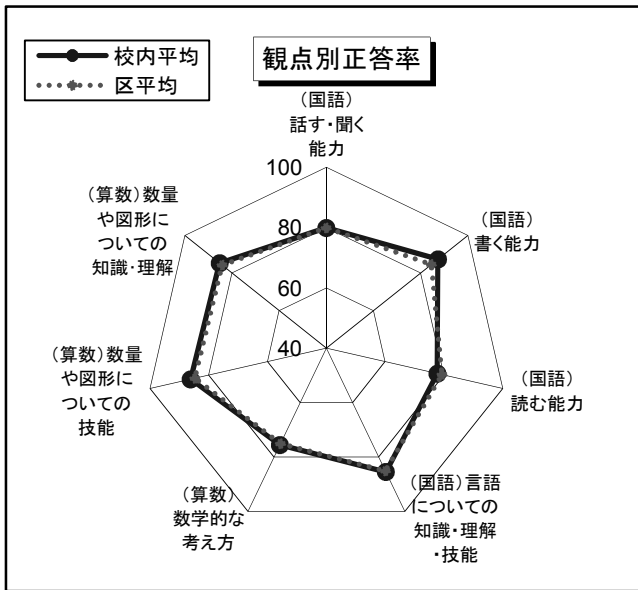 観点別正答率
校内平均
区平均
（国語）
話す・聞く
能力
（国語）
書く能力
（国語）
読む能力
（国語）言語
についての
知識・理解
・技能
（算数）
数学的な
考え方
（算数）数量
や図形に
ついての
技能
（算数）数量
や図形に
ついての
知識・理解
100
80
60
40